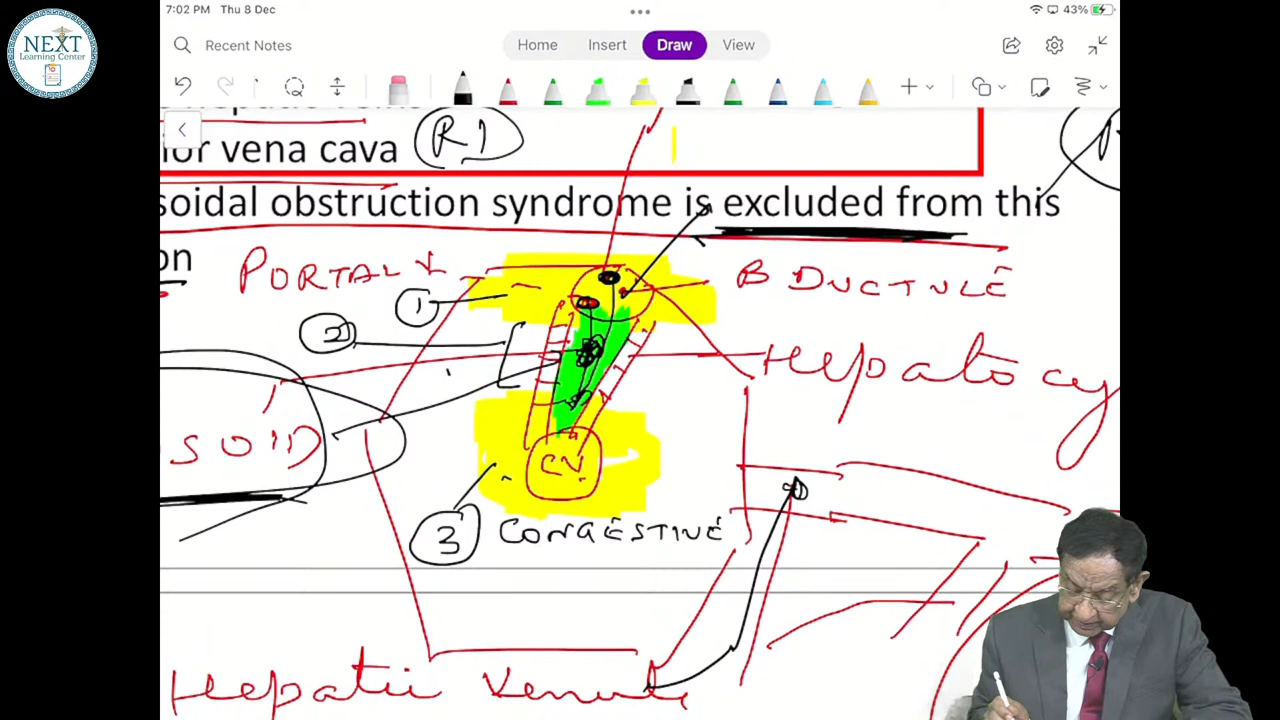 7:02 PM Thu 8 Dec
43%
NEXT
Learning Center
Recent Notes
Home Insert Draw View
vena cava
R1
soidal obstruction syndrome is excluded from this
on
PORTAL V
B DUCTULE
1
2
Hepatocy
SOID
CV
3 CONGESTIVE
Hepatic Venule